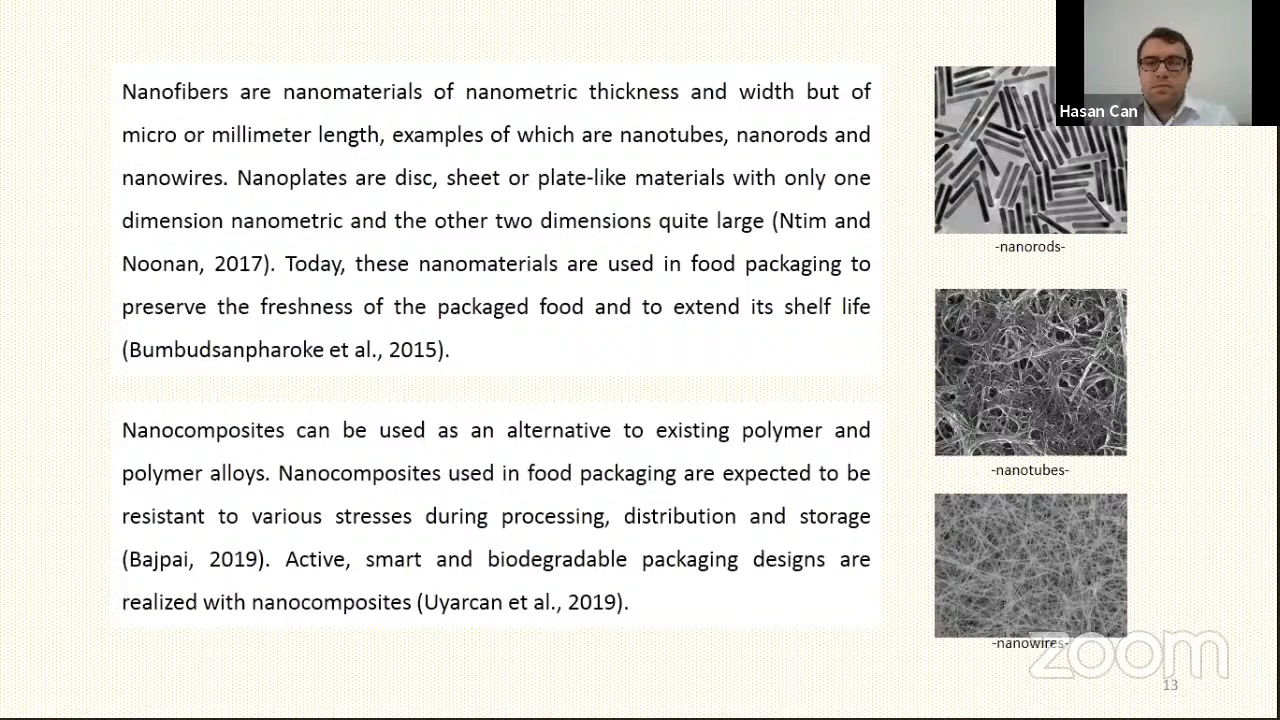 Nanofibers are nanomaterials of nanometric thickness and width but of
micro or millimeter length, examples of which are nanotubes, nanorods and
nanowires. Nanoplates are disc, sheet or plate-like materials with only one
dimension nanometric and the other two dimensions quite large (Ntim and
Noonan, 2017). Today, these nanomaterials are used in food packaging to
preserve the freshness of the packaged food and to extend its shelf life
(Bumbudsanpharoke et al., 2015).
Nanocomposites can be used as an alternative to existing polymer and
polymer alloys. Nanocomposites used in food packaging are expected to be
resistant to various stresses during processing, distribution and storage
(Bajpai, 2019). Active, smart and biodegradable packaging designs are
realized with nanocomposites (Uyarcan et al., 2019).
Hasan Can
-nanorods-
-nanotubes-
-nanowires-
zoom
13